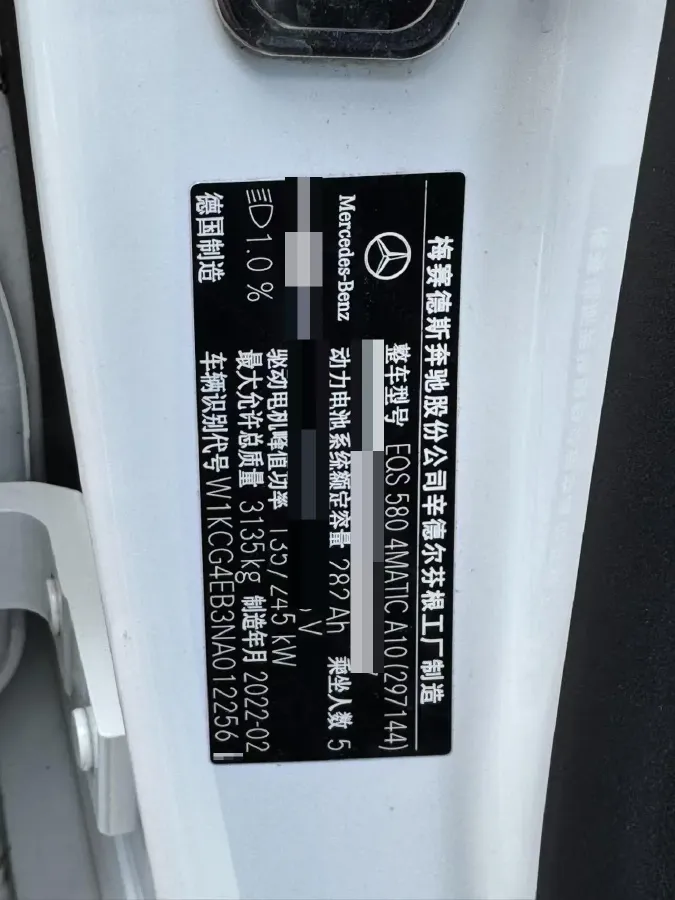 梅赛德斯奔驰股份公司辛德尔芬根工厂制造
Mercedes-Benz
整车型号 EQS 580 4MATIC A10(297144)
动力电池系统额定容量 282 Ah 乘坐人数 5
V
驱动电机峰值功率 135/245 kW
1.0 %
最大允许总质量 3135kg 制造年月 2022-02
德国制造
车辆识别代号 W1KCG4EB3NA012256